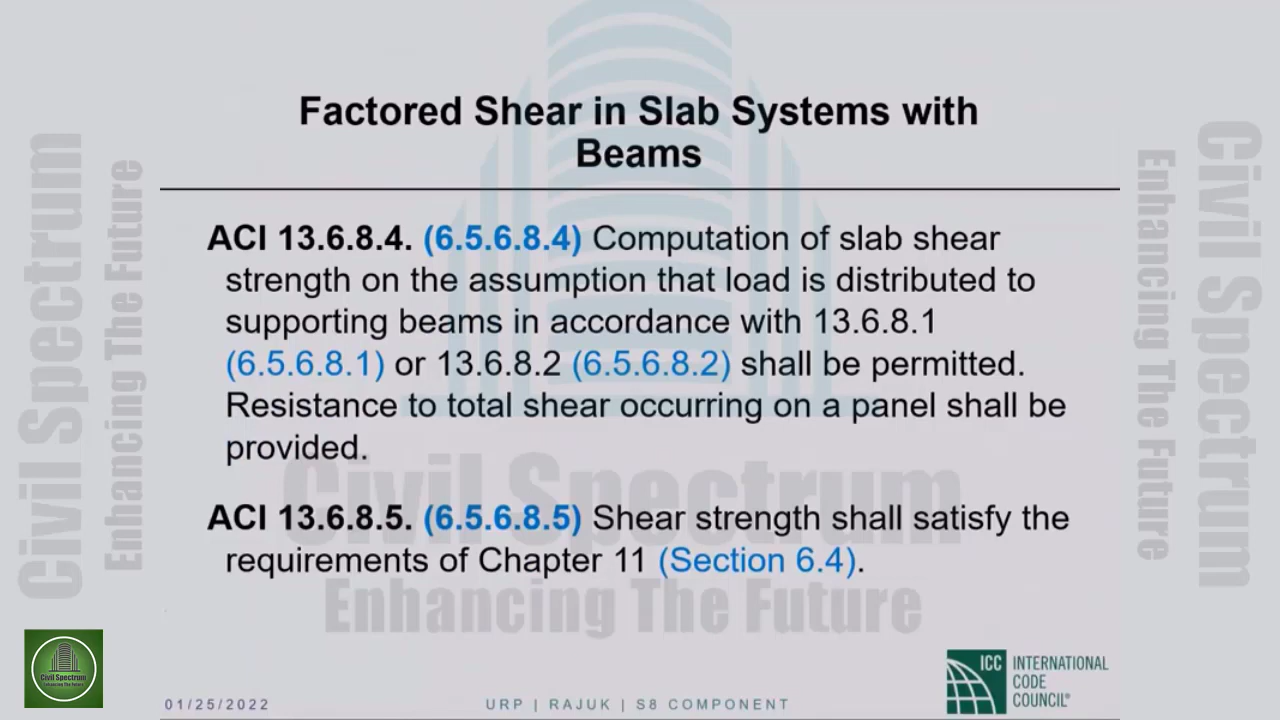 Factored Shear in Slab Systems with
Beams
ACI 13.6.8.4. (6.5.6.8.4) Computation of slab shear
strength on the assumption that load is distributed to
supporting beams in accordance with 13.6.8.1
(6.5.6.8.1) or 13.6.8.2 (6.5.6.8.2) shall be permitted.
Resistance to total shear occurring on a panel shall be
provided.
ACI 13.6.8.5. (6.5.6.8.5) Shear strength shall satisfy the
requirements of Chapter 11 (Section 6.4).
Civil Spectrum
Enhancing The Future
Civil Spectrum
Enhancing The Future
Enhancing The Future
Civil Spectrum
Civil Spectrum
Enhancing The Future
01/25/2022
URP | RAJUK | S8 COMPONENT
ICC INTERNATIONAL
CODE
COUNCIL®